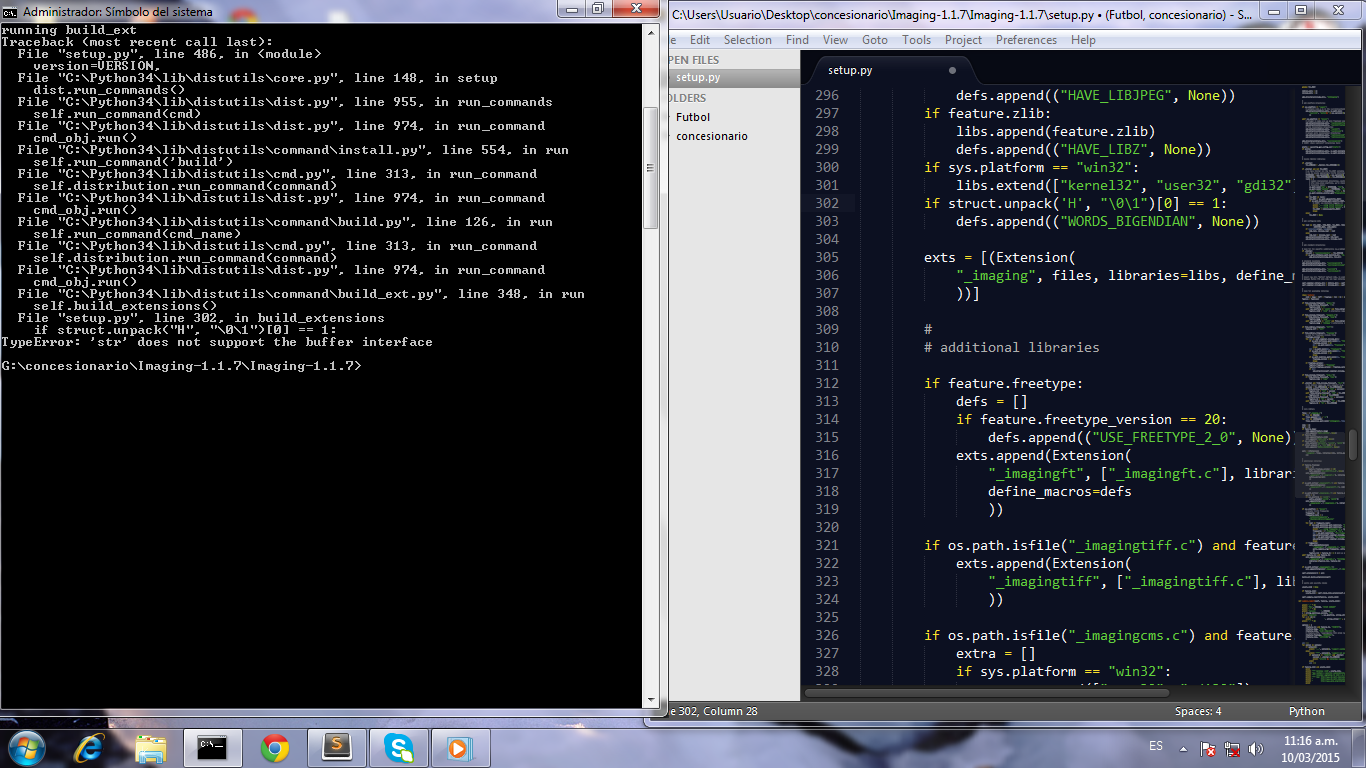 Administrador: Símbolo del sistema
running build_ext
Traceback (most recent call last):
  File "setup.py", line 486, in <module>
    version=VERSION,
  File "C:\Python34\lib\distutils\core.py", line 148, in setup
    dist.run_commands()
  File "C:\Python34\lib\distutils\dist.py", line 955, in run_commands
    self.run_command(cmd)
  File "C:\Python34\lib\distutils\dist.py", line 974, in run_command
    cmd_obj.run()
  File "C:\Python34\lib\distutils\command\install.py", line 554, in run
    self.run_command('build')
  File "C:\Python34\lib\distutils\cmd.py", line 313, in run_command
    self.distribution.run_command(command)
  File "C:\Python34\lib\distutils\dist.py", line 974, in run_command
    cmd_obj.run()
  File "C:\Python34\lib\distutils\command\build.py", line 126, in run
    self.run_command(cmd_name)
  File "C:\Python34\lib\distutils\cmd.py", line 313, in run_command
    self.distribution.run_command(command)
  File "C:\Python34\lib\distutils\dist.py", line 974, in run_command
    cmd_obj.run()
  File "C:\Python34\lib\distutils\command\build_ext.py", line 348, in run
    self.build_extensions()
  File "setup.py", line 302, in build_extensions
    if struct.unpack("H", "\0\1")[0] == 1:
TypeError: 'str' does not support the buffer interface
G:\concesionario\Imaging-1.1.7\Imaging-1.1.7>
C:\Users\Usuario\Desktop\concesionario\Imaging-1.1.7\Imaging-1.1.7\setup.py • (Futbol, concesionario) - S...
le Edit Selection Find View Goto Tools Project Preferences Help
PEN FILES
setup.py
OLDERS
Futbol
concesionario
setup.py
296 defs.append(("HAVE_LIBJPEG", None))
297 if feature.zlib:
298 libs.append(feature.zlib)
299 defs.append(("HAVE_LIBZ", None))
300 if sys.platform == "win32":
301 libs.extend(["kernel32", "user32", "gdi32"
302 if struct.unpack('H', "\0\1")[0] == 1:
303 defs.append(("WORDS_BIGENDIAN", None))
304
305 exts = [(Extension(
306 "_imaging", files, libraries=libs, define_m
307 ))]
308
309 #
310 # additional libraries
311
312 if feature.freetype:
313 defs = []
314 if feature.freetype_version == 20:
315 defs.append(("USE_FREETYPE_2_0", None)
316 exts.append(Extension(
317 "_imagingft", ["_imagingft.c"], librar
318 define_macros=defs
319 ))
320
321 if os.path.isfile("_imagingtiff.c") and feature
322 exts.append(Extension(
323 "_imagingtiff", ["_imagingtiff.c"], lib
324 ))
325
326 if os.path.isfile("_imagingcms.c") and feature
327 extra = []
328 if sys.platform == "win32":
e 302, Column 28
Spaces: 4
Python
ES
11:16 a.m.
10/03/2015